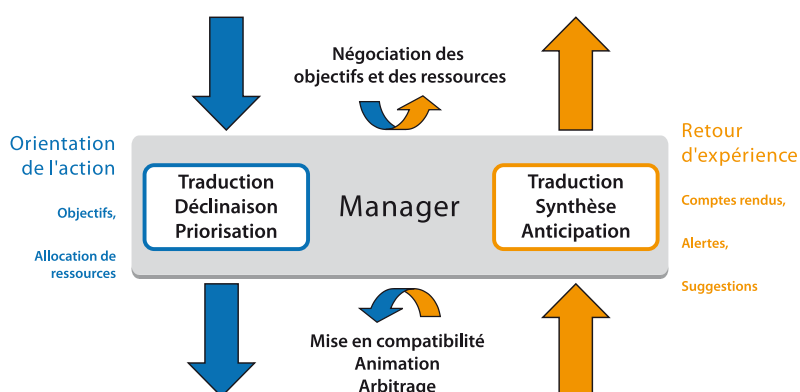 Négociation des
objectifs et des ressources
Orientation
de l'action
Objectifs,
Allocation de
ressources
Traduction
Déclinaison
Priorisation
Manager
Traduction
Synthèse
Anticipation
Retour
d'expérience
Comptes rendus,
Alertes,
Suggestions
Mise en compatibilité
Animation
Arbitrage